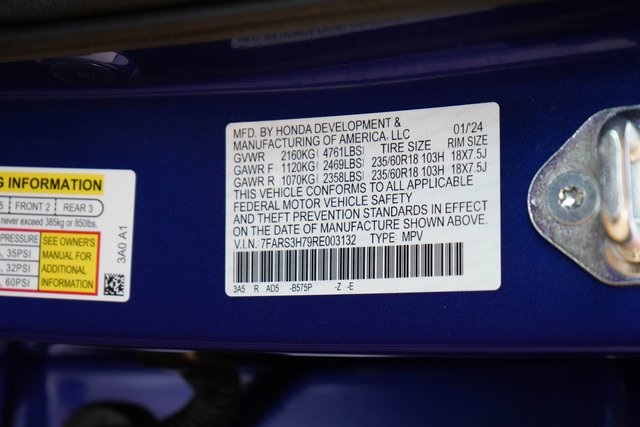 MFD. BY HONDA DEVELOPMENT &
MANUFACTURING OF AMERICA, LLC 01/'24
GVWR 2160KG( 4761LBS) TIRE SIZE RIM SIZE
GAWR F 1120KG( 2469LBS) 235/60R18 103H 18X7.5J
GAWR R 1070KG( 2358LBS) 235/60R18 103H 18X7.5J
THIS VEHICLE CONFORMS TO ALL APPLICABLE
FEDERAL MOTOR VEHICLE SAFETY
AND THEFT PREVENTION STANDARDS IN EFFECT
ON THE DATE OF MANUFACTURE SHOWN ABOVE.
V.I.N. 7FARS3H79RE003132 TYPE: MPV
3A5 R AD5 -B575P -Z -E
G INFORMATION
5 FRONT 2 REAR 3
never exceed 385kg or 850lbs.
PRESSURE SEE OWNER'S
, 35PSI MANUAL FOR
, 32PSI ADDITIONAL
, 60PSI INFORMATION
3A0 A1